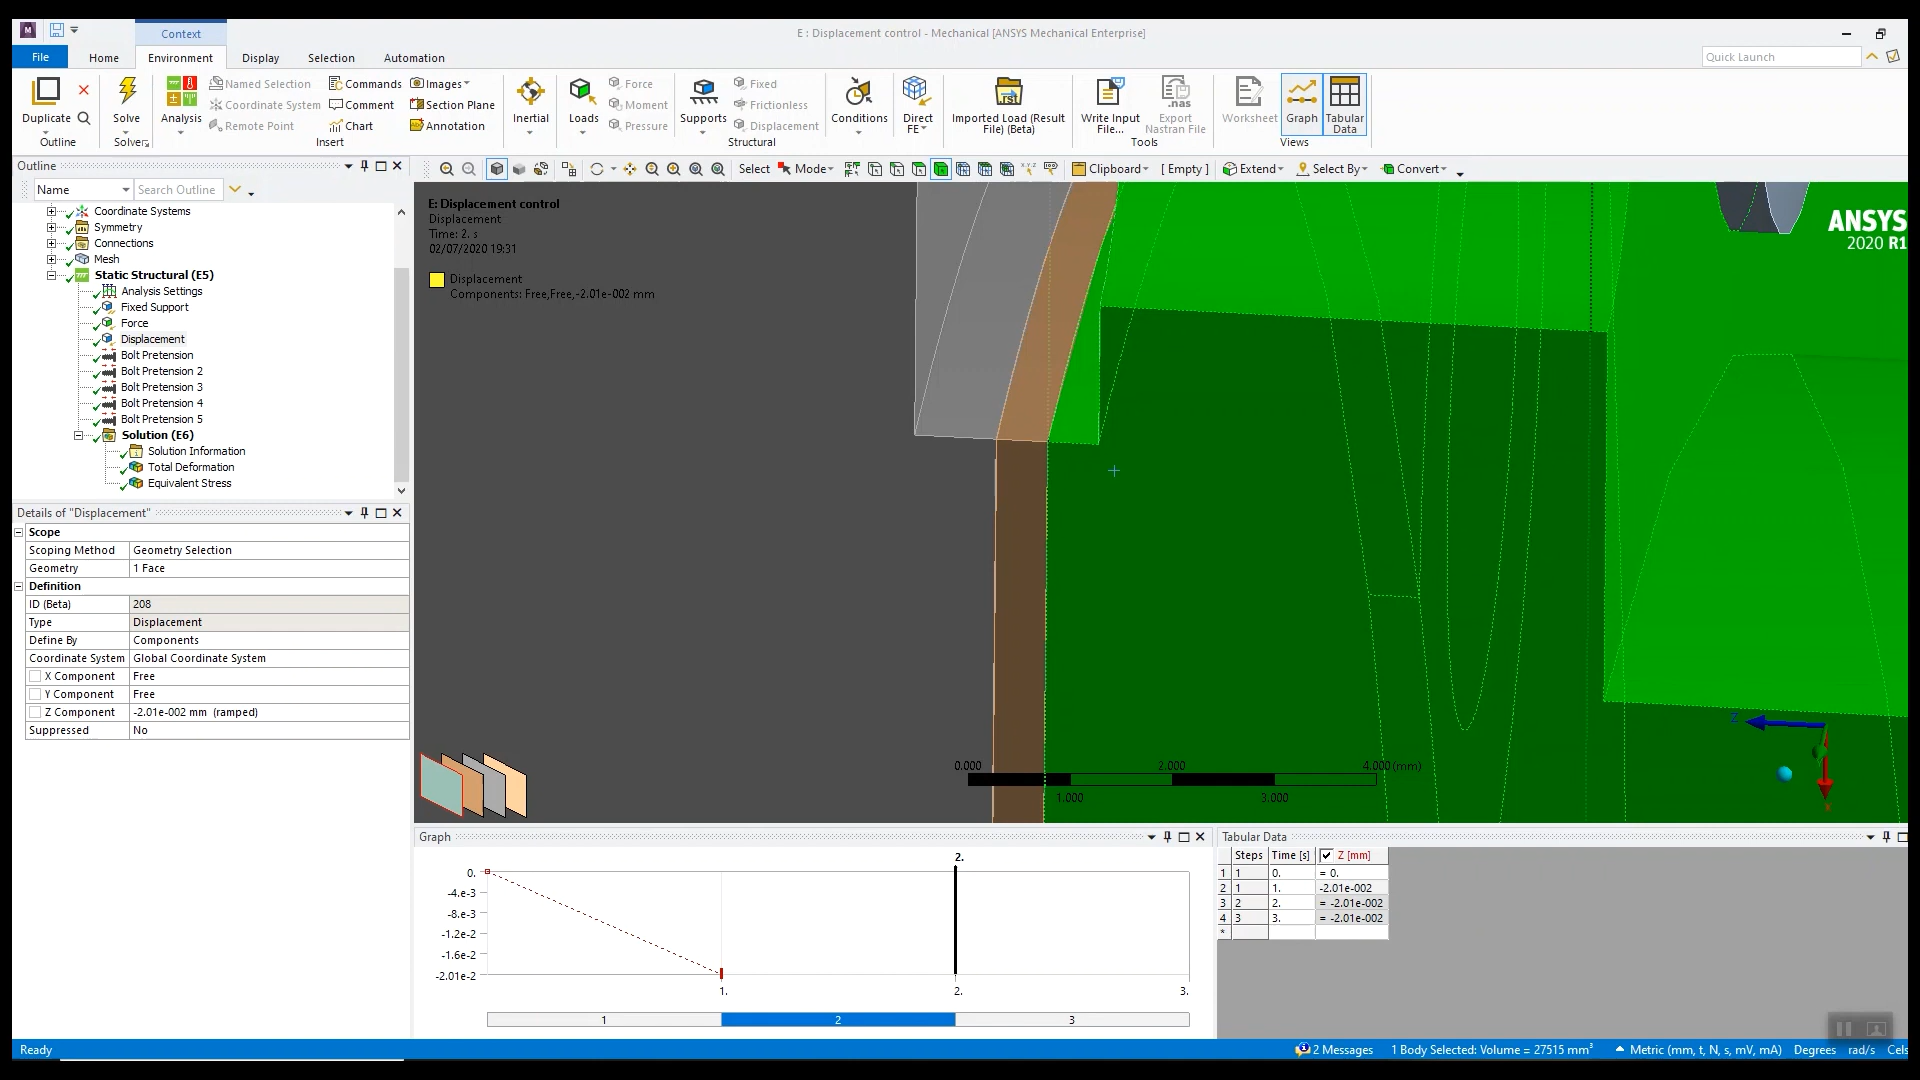 Context
E : Displacement control - Mechanical [ANSYS Mechanical Enterprise]
File
Home
Environment
Display
Selection
Automation
Quick Launch
Duplicate
Outline
Solve
Solver
Analysis
Named Selection
Coordinate System
Remote Point
Commands
Comment
Chart
Images
Section Plane
Annotation
Insert
Inertial
Loads
Force
Moment
Pressure
Supports
Fixed
Frictionless
Displacement
Structural
Conditions
Direct
FE
Imported Load (Result
File) (Beta)
Write Input
File...
Export
Nastran File
Tools
Worksheet
Graph
Tabular
Data
Views
Outline
Name
Search Outline
Select
Mode
Clipboard
[ Empty ]
Extend
Select By
Convert
Coordinate Systems
Symmetry
Connections
Mesh
Static Structural (E5)
Analysis Settings
Fixed Support
Force
Displacement
Bolt Pretension
Bolt Pretension 2
Bolt Pretension 3
Bolt Pretension 4
Bolt Pretension 5
Solution (E6)
Solution Information
Total Deformation
Equivalent Stress
Details of "Displacement"
Scope
Scoping Method Geometry Selection
Geometry 1 Face
Definition
ID (Beta) 208
Type Displacement
Define By Components
Coordinate System Global Coordinate System
X Component Free
Y Component Free
Z Component -2.01e-002 mm (ramped)
Suppressed No
E: Displacement control
Displacement
Time: 2. s
02/07/2020 19:31
Displacement
Components: Free,Free,-2.01e-002 mm
ANSYS
2020 R1
Z
X
0.000 2.000 4.000 (mm)
1.000 3.000
Graph
2.
0.
-4.e-3
-8.e-3
-1.2e-2
-1.6e-2
-2.01e-2
1. 2. 3.
1 2 3
Tabular Data
Steps Time [s] Z [mm]
1 1 0. = 0.
2 1 1. -2.01e-002
3 2 2. = -2.01e-002
4 3 3. = -2.01e-002
*
Ready
2 Messages
1 Body Selected: Volume = 27515 mm³
Metric (mm, t, N, s, mV, mA)
Degrees
rad/s
Cels